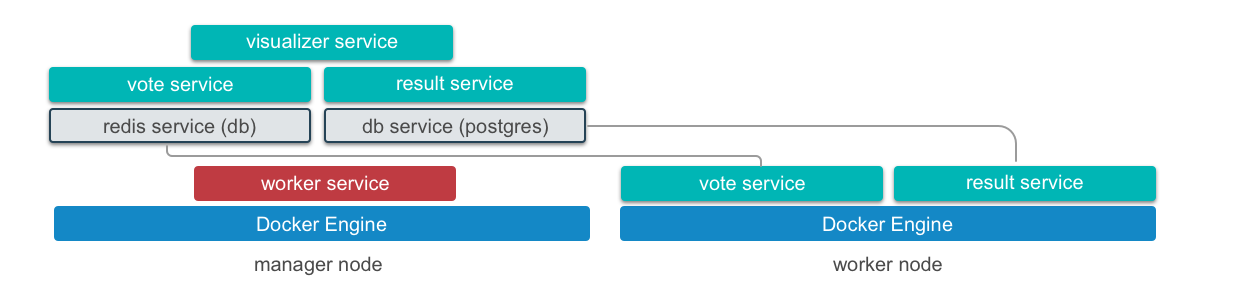 visualizer service
vote service
result service
redis service (db)
db service (postgres)
worker service
vote service
result service
Docker Engine
Docker Engine
manager node
worker node